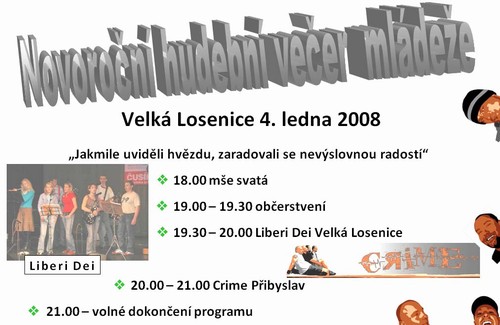 Novoroční hudební večer mládeže
Velká Losenice 4. ledna 2008
„Jakmile uviděli hvězdu, zaradovali se nevýslovnou radostí“
18.00 mše svatá
19.00 – 19.30 občerstvení
19.30 – 20.00 Liberi Dei Velká Losenice
CRiME
Liberi Dei
20.00 – 21.00 Crime Přibyslav
21.00 – volné dokončení programu